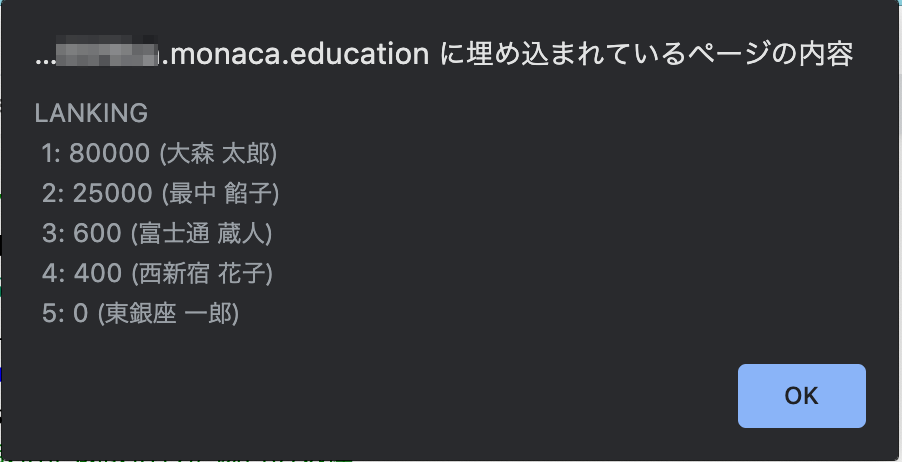 ….monaca.education に埋め込まれているページの内容
LANKING
1: 80000 (大森 太郎)
2: 25000 (最中 餡子)
3: 600 (富士通 蔵人)
4: 400 (西新宿 花子)
5: 0 (東銀座 一郎)
OK